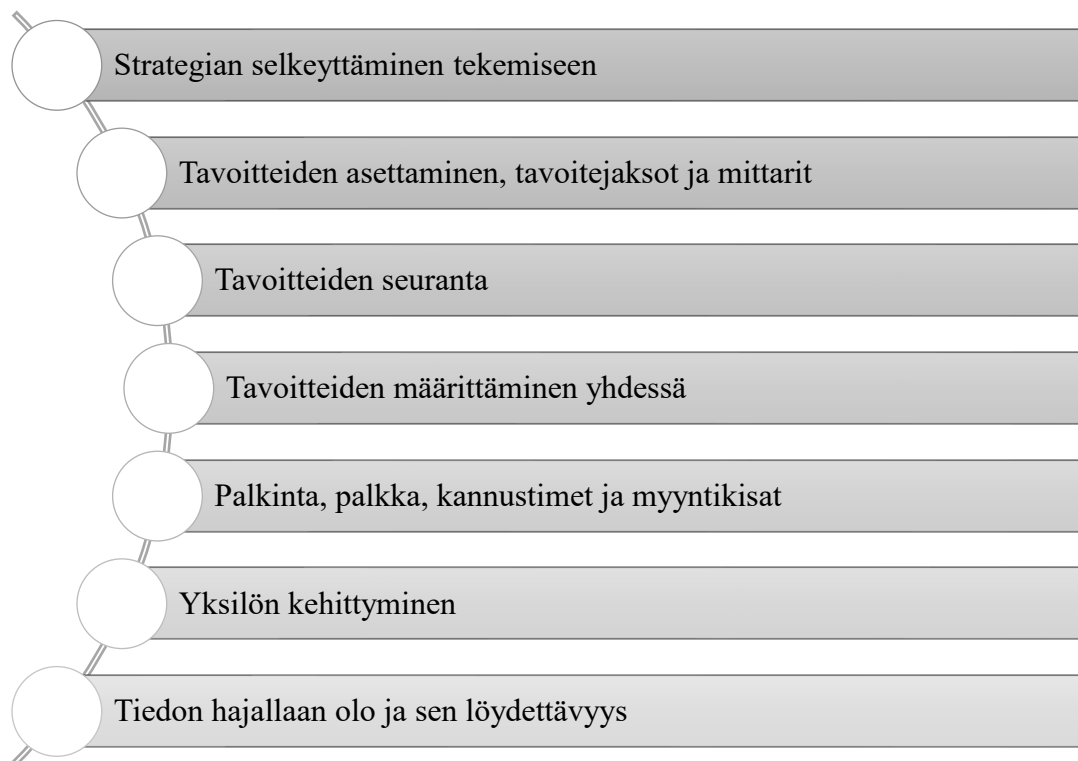 Strategian selkeyttäminen tekemiseen
Tavoitteiden asettaminen, tavoitejaksot ja mittarit
Tavoitteiden seuranta
Tavoitteiden määrittäminen yhdessä
Palkinta, palkka, kannustimet ja myyntikisat
Yksilön kehittyminen
Tiedon hajallaan olo ja sen löydettävyys